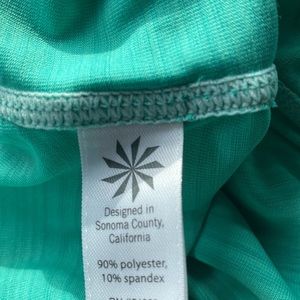 Designed in
Sonoma County,
California
90% polyester,
10% spandex